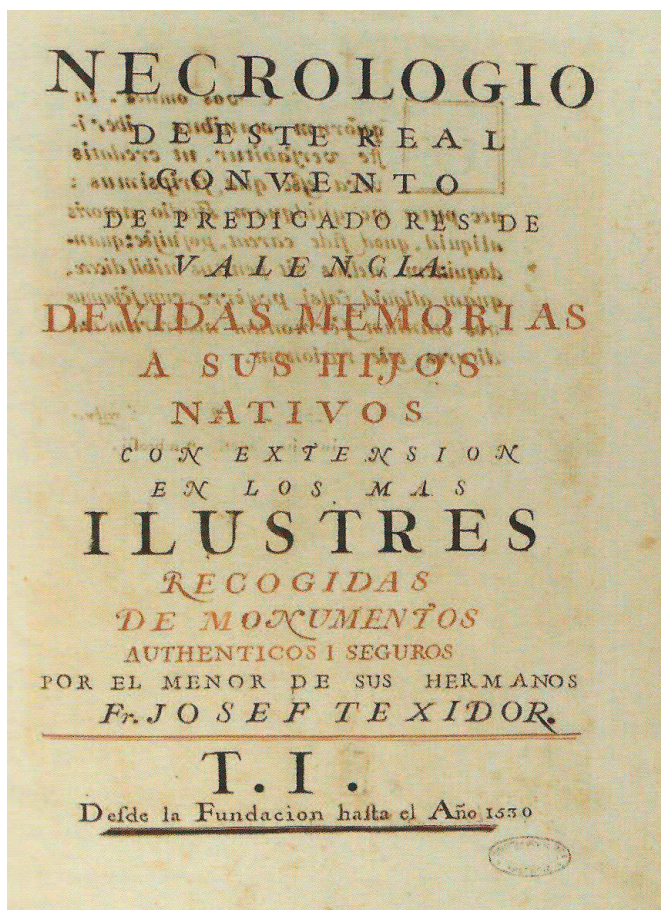 NECROLOGIO
DE ESTE REAL
CONVENTO
DE PREDICADORES DE
VALENCIA.
DEVIDAS MEMORIAS
A SUS HIJOS
NATIVOS
CON EXTENSION
EN LOS MAS
ILUSTRES
RECOGIDAS
DE MONUMENTOS
AUTHENTICOS I SEGUROS
POR EL MENOR DE SUS HERMANOS
Fr. JOSEF TEXIDOR.
T. I.
Deſde la Fundacion haſta el Año 1530